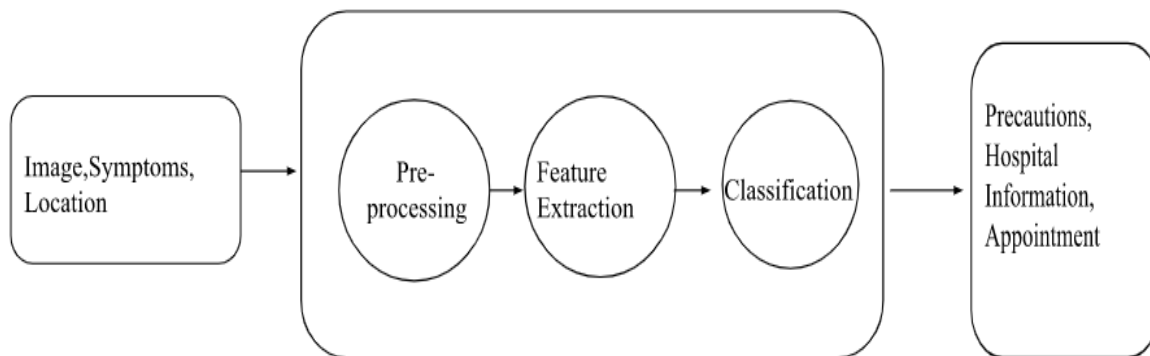 Image,Symptoms,
Location
Pre-
processing
Feature
Extraction
Classification
Precautions,
Hospital
Information,
Appointment